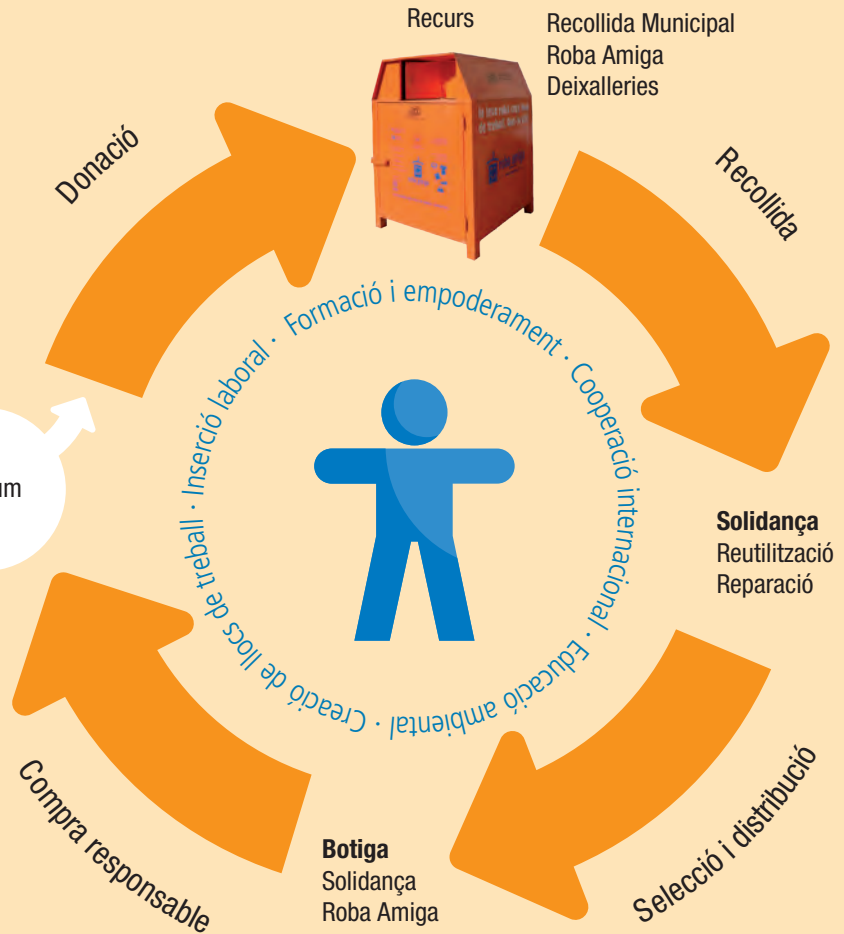 Recurs
Recollida Municipal
Roba Amiga
Deixalleries
Donació
Recollida
Formació i empoderament · Cooperació internacional · Educació ambiental · Creació de llocs de treball · Inserció laboral ·
Solidança
Reutilització
Reparació
Selecció i distribució
Botiga
Solidança
Roba Amiga
Compra responsable